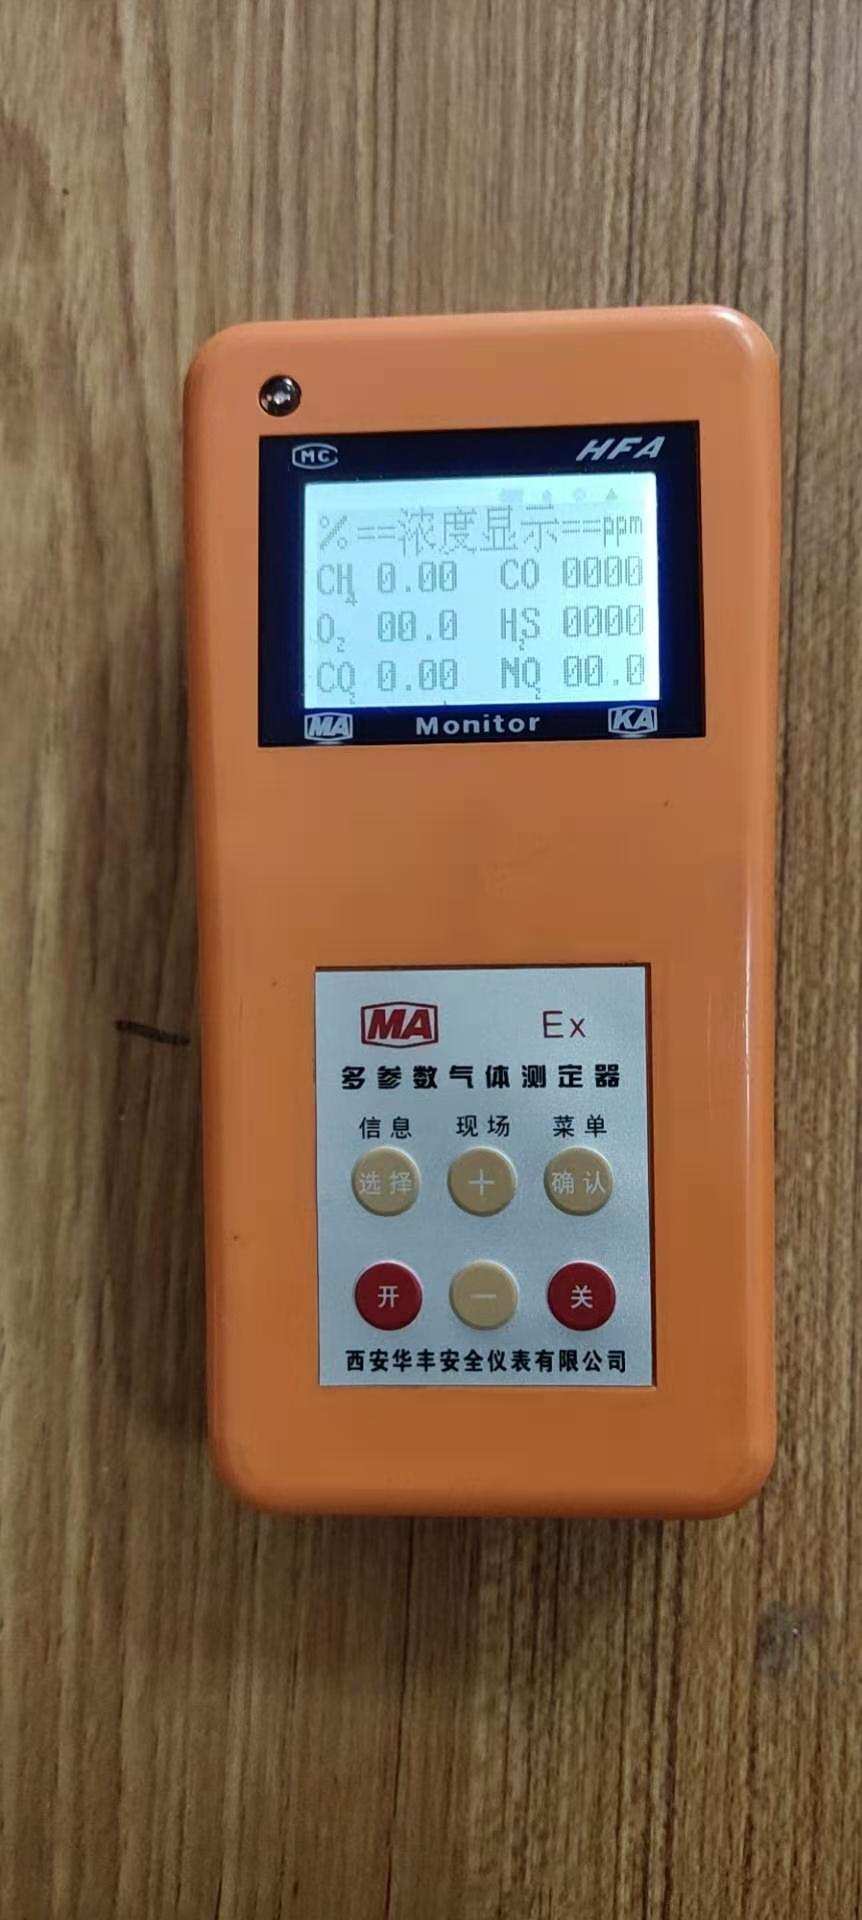 MC HFA
% ==浓度显示==ppm
CH₄ 0.00 CO 0000
O₂ 00.0 H₂S 0000
CO₂ 0.00 NO₂ 00.0
MA Monitor KA
MA Ex
多参数气体测定器
信息 现场 菜单
选择 + 确认
开 - 关
西安华丰安全仪表有限公司